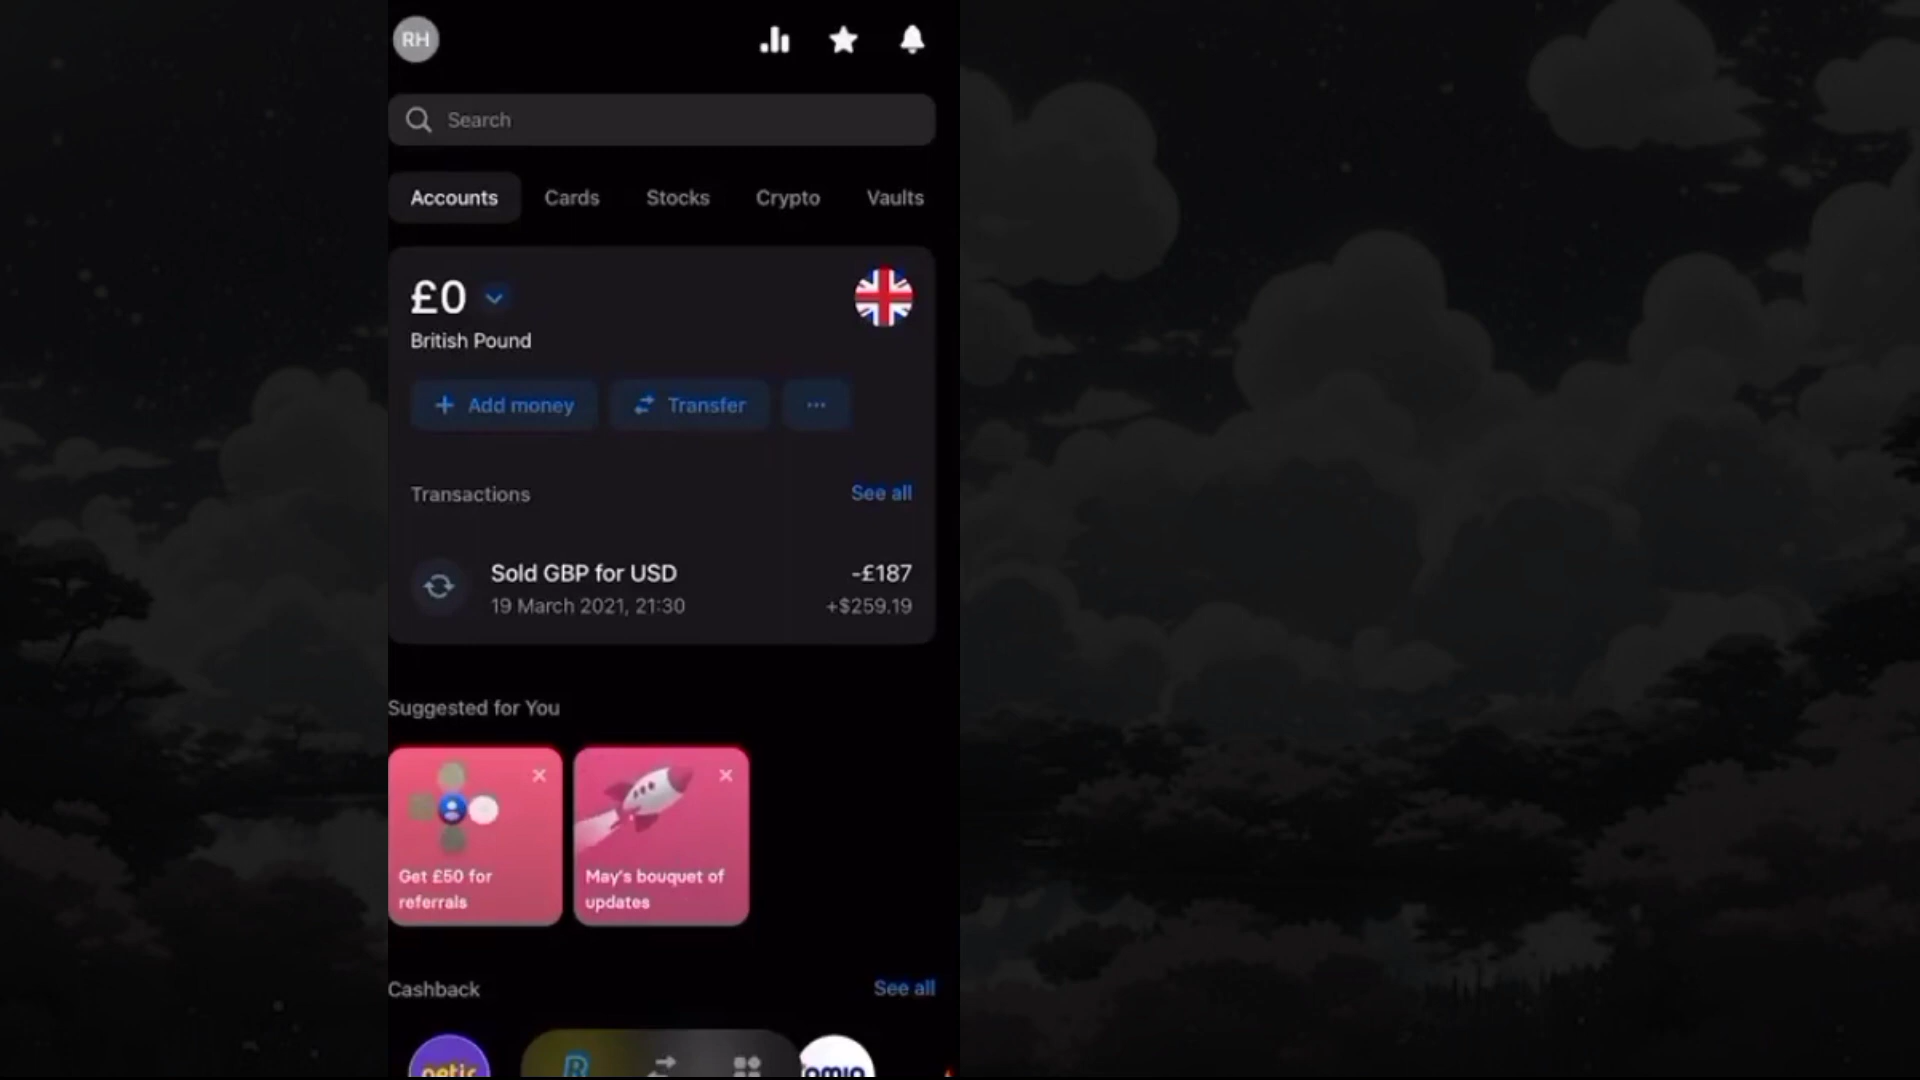 RH
Search
Accounts Cards Stocks Crypto Vaults
£0
British Pound
+ Add money Transfer ...
Transactions See all
Sold GBP for USD -£187
19 March 2021, 21:30 +$259.19
Suggested for You
Get £50 for
referrals
May's bouquet of
updates
Cashback See all
R omio